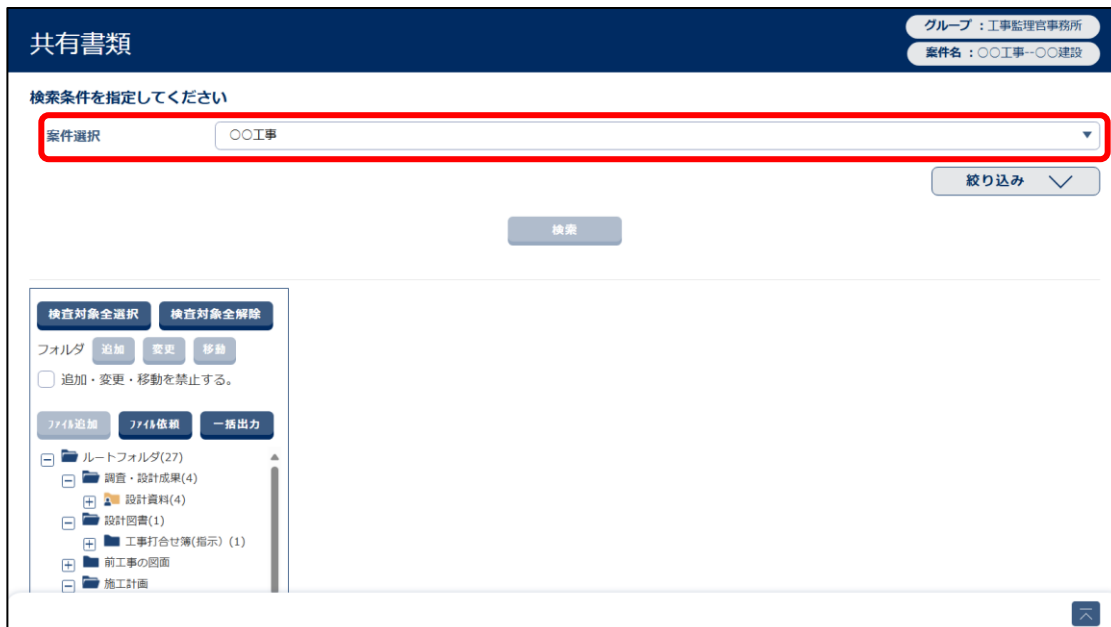 共有書類
グループ ：工事監理官事務所
案件名 ：〇〇工事--〇〇建設
検索条件を指定してください
案件選択 〇〇工事
絞り込み
検索
検査対象全選択 検査対象全解除
フォルダ 追加 変更 移動
追加・変更・移動を禁止する。
ﾌｧｲﾙ追加 ﾌｧｲﾙ依頼 一括出力
ルートフォルダ(27)
調査・設計成果(4)
設計資料(4)
設計図書(1)
工事打合せ簿(指示）(1)
前工事の図面
施工計画